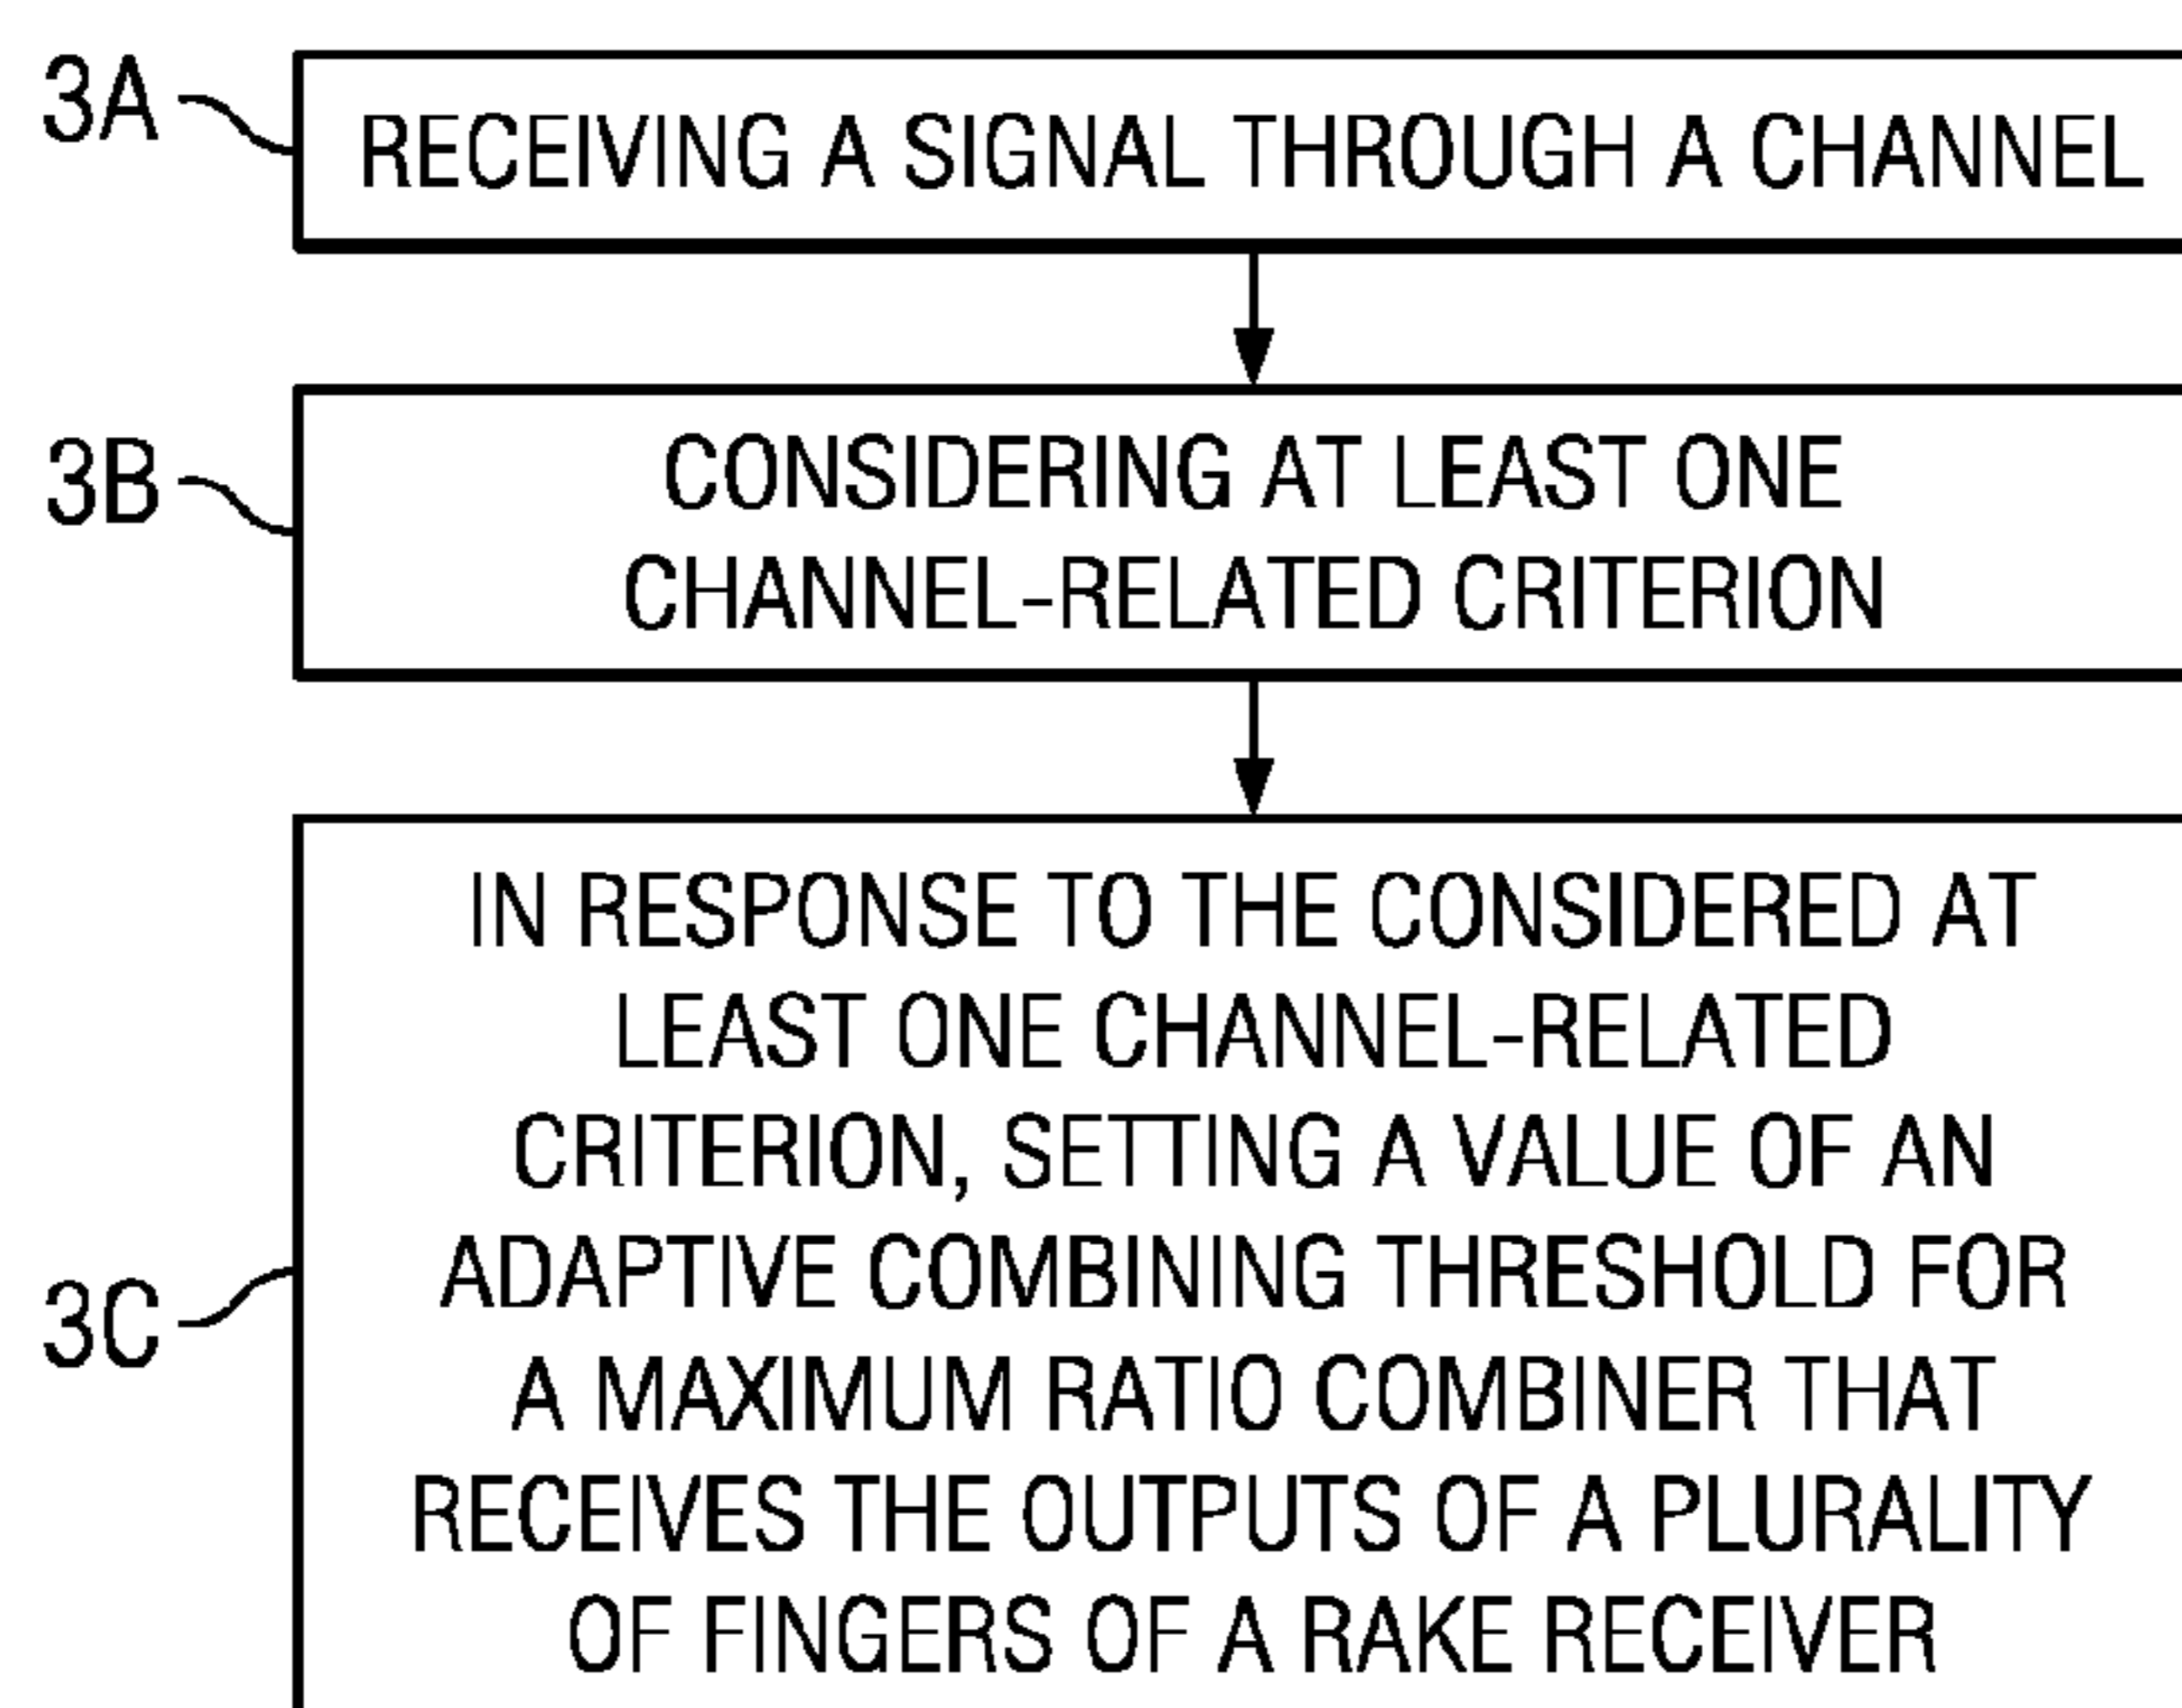 3A
RECEIVING A SIGNAL THROUGH A CHANNEL
3B
CONSIDERING AT LEAST ONE
CHANNEL-RELATED CRITERION
3C
IN RESPONSE TO THE CONSIDERED AT
LEAST ONE CHANNEL-RELATED
CRITERION, SETTING A VALUE OF AN
ADAPTIVE COMBINING THRESHOLD FOR
A MAXIMUM RATIO COMBINER THAT
RECEIVES THE OUTPUTS OF A PLURALITY
OF FINGERS OF A RAKE RECEIVER